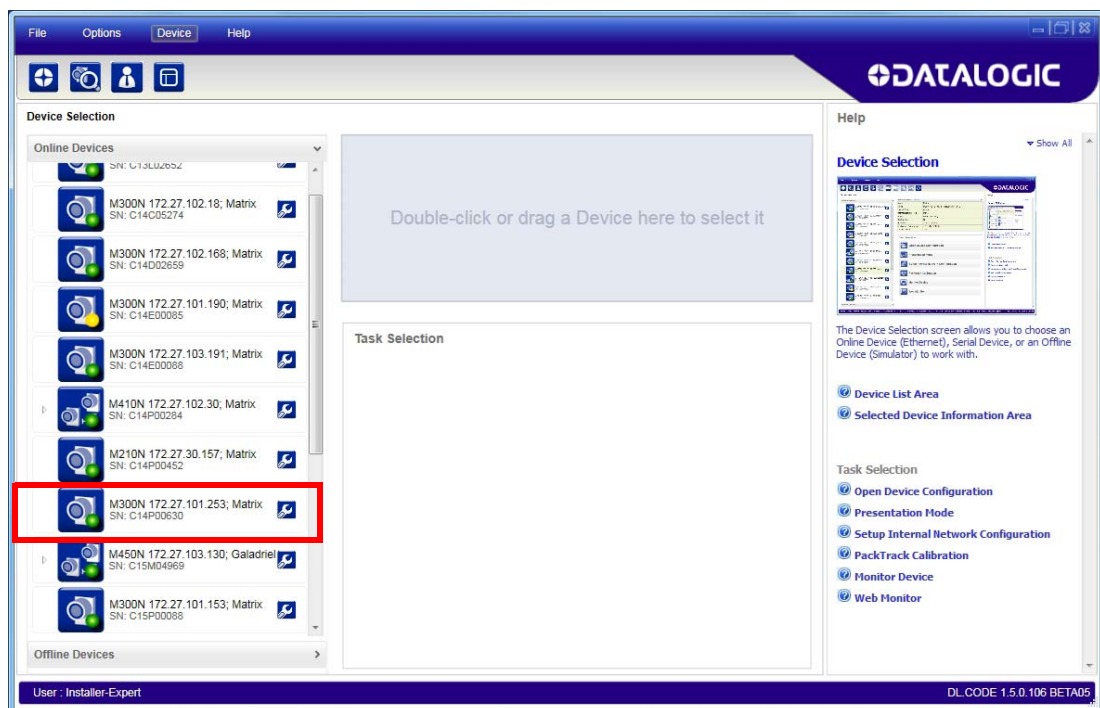 File Options Device Help
DATALOGIC
Device Selection
Online Devices
SN: C13L02652
M300N 172.27.102.18; Matrix
SN: C14C05274
M300N 172.27.102.168; Matrix
SN: C14D02659
M300N 172.27.101.190; Matrix
SN: C14E00085
M300N 172.27.103.191; Matrix
SN: C14E00088
M410N 172.27.102.30; Matrix
SN: C14P00284
M210N 172.27.30.157; Matrix
SN: C14P00452
M300N 172.27.101.253; Matrix
SN: C14P00630
M450N 172.27.103.130; Galadriel
SN: C15M04969
M300N 172.27.101.153; Matrix
SN: C15P00088
Offline Devices
Double-click or drag a Device here to select it
Task Selection
Help
Show All
Device Selection
The Device Selection screen allows you to choose an
Online Device (Ethernet), Serial Device, or an Offline
Device (Simulator) to work with.
Device List Area
Selected Device Information Area
Task Selection
Open Device Configuration
Presentation Mode
Setup Internal Network Configuration
PackTrack Calibration
Monitor Device
Web Monitor
User : Installer-Expert
DL.CODE 1.5.0.106 BETA05